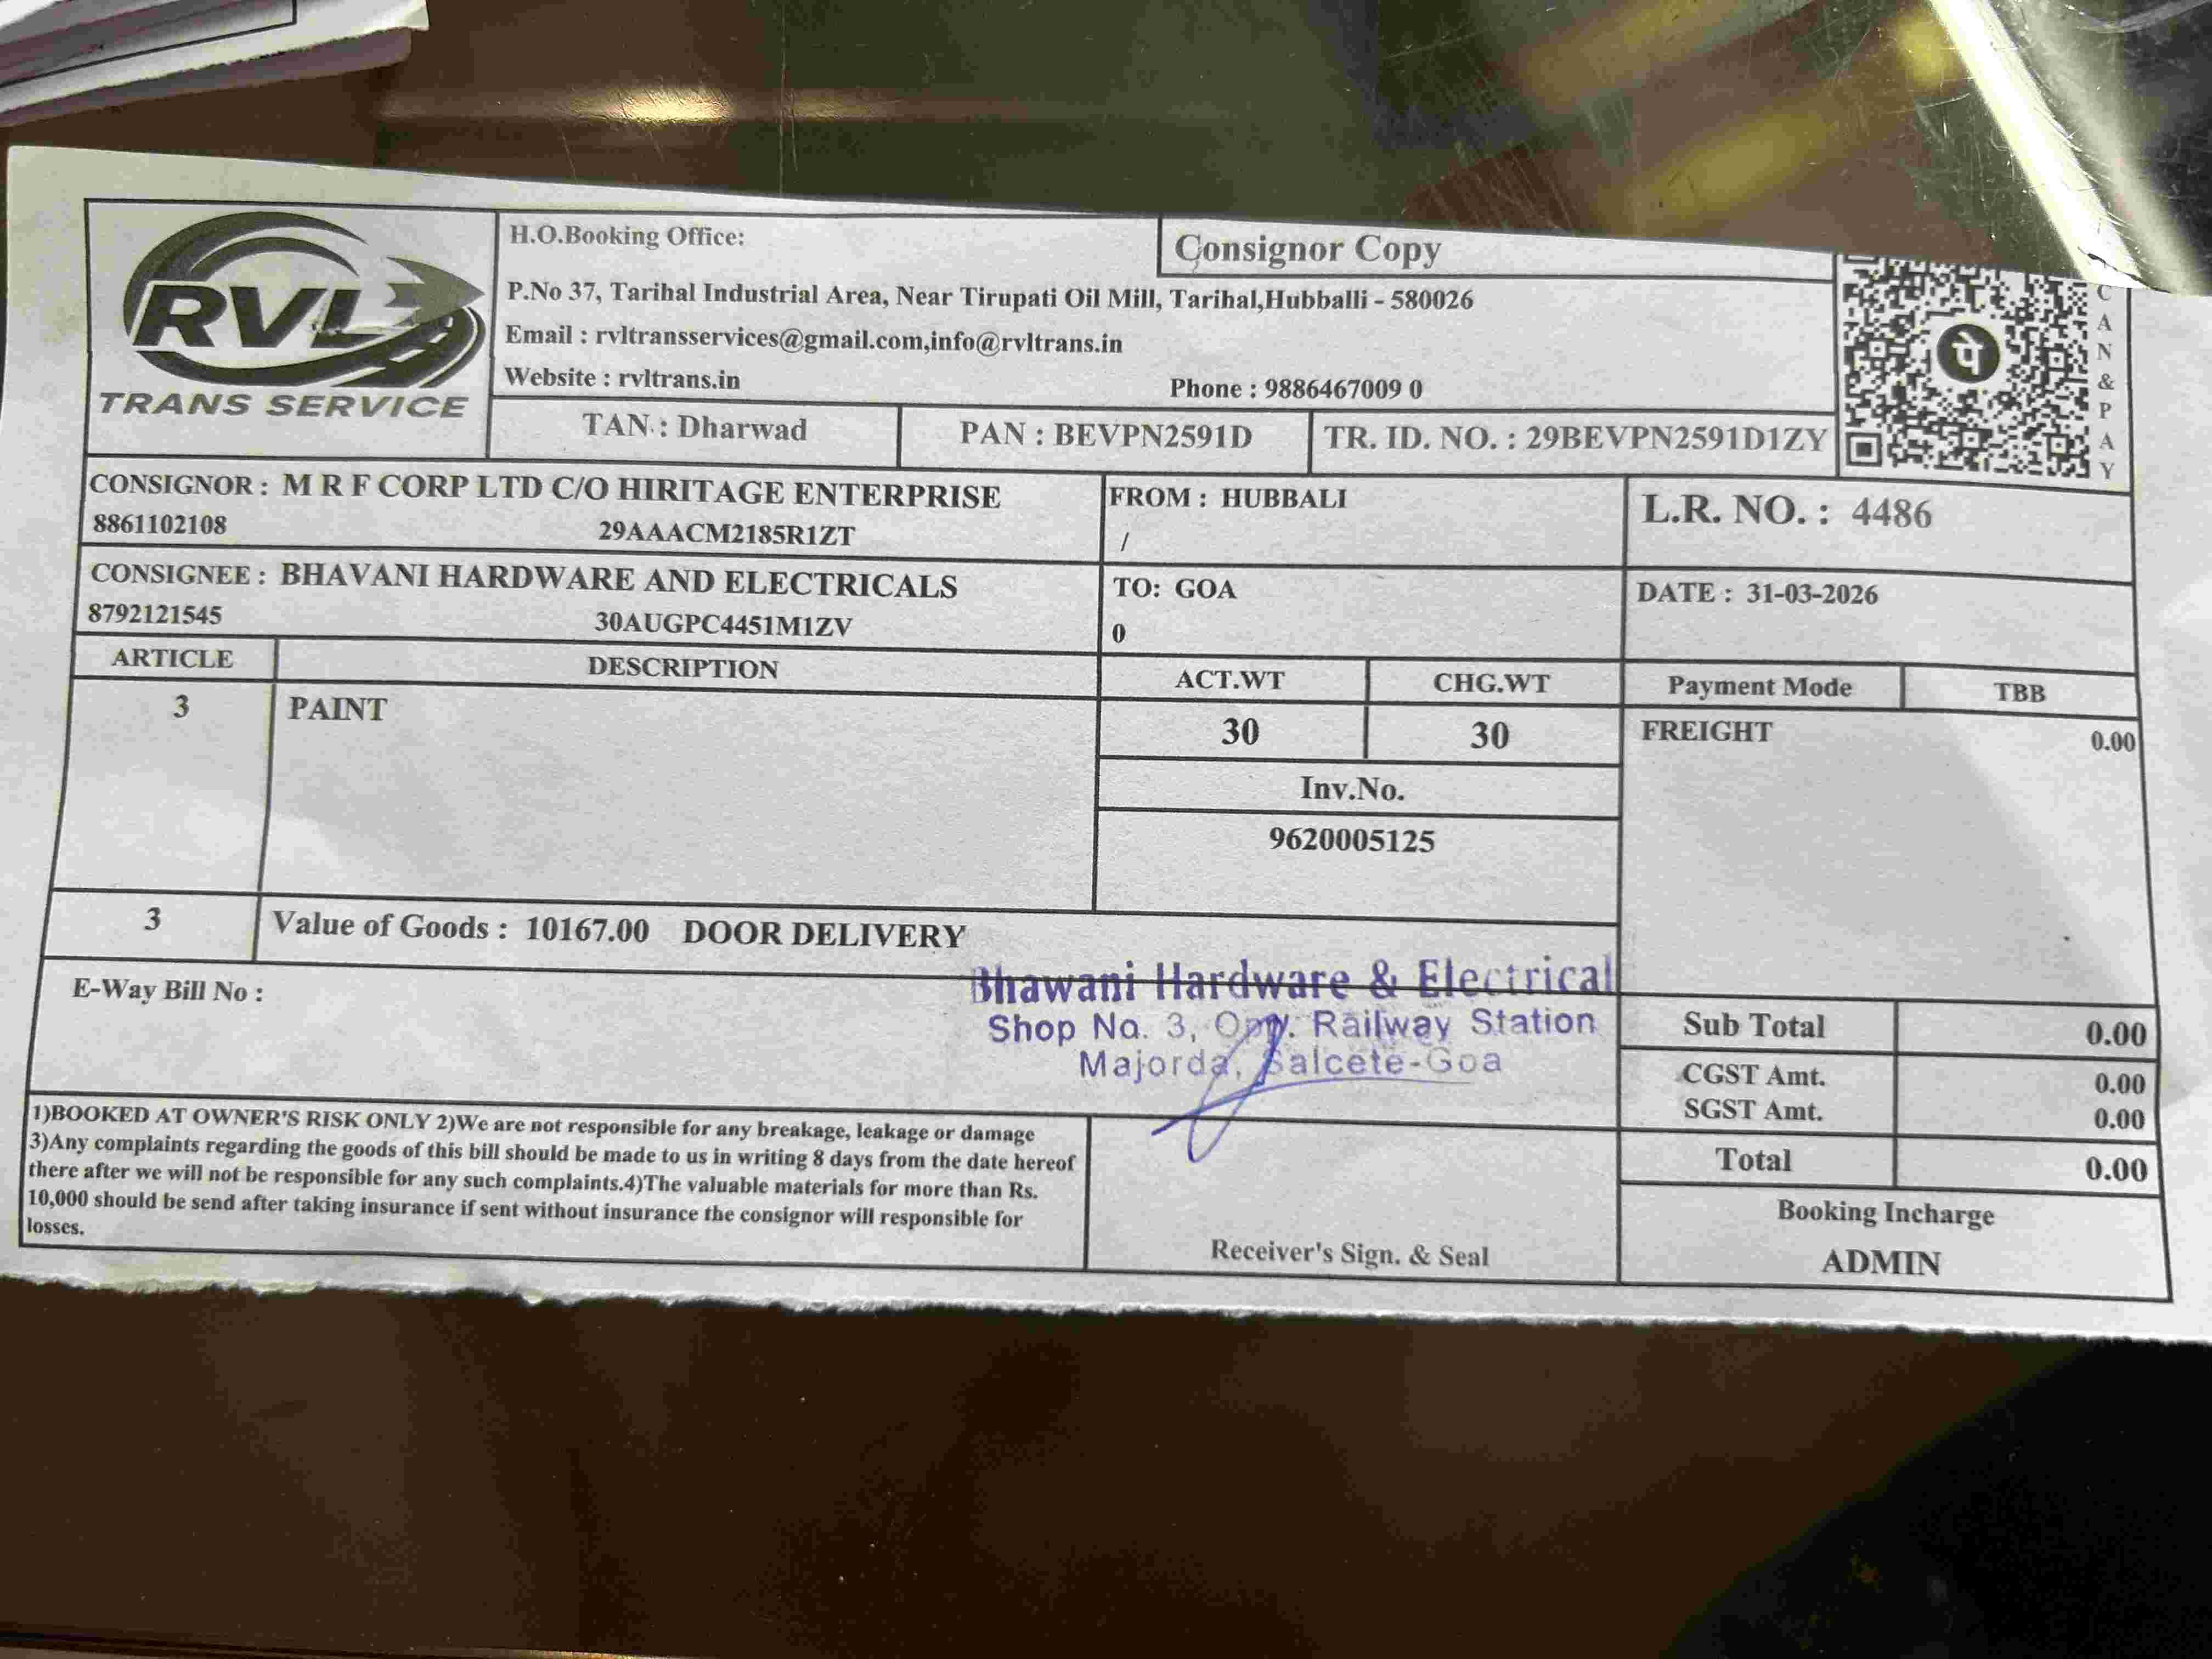 RVL
TRANS SERVICE
H.O.Booking Office:
Consignor Copy
P.No 37, Tarihal Industrial Area, Near Tirupati Oil Mill, Tarihal,Hubballi - 580026
Email : rvltransservices@gmail.com,info@rvltrans.in
Website : rvltrans.in
Phone : 9886467009 0
TAN : Dharwad
PAN : BEVPN2591D
TR. ID. NO. : 29BEVPN2591D1ZY
पे
CAN & PAY
CONSIGNOR : M R F CORP LTD C/O HIRITAGE ENTERPRISE
8861102108 29AAACM2185R1ZT
FROM : HUBBALI
/
L.R. NO. : 4486
CONSIGNEE : BHAVANI HARDWARE AND ELECTRICALS
8792121545 30AUGPC4451M1ZV
TO: GOA
0
DATE : 31-03-2026
ARTICLE DESCRIPTION ACT.WT CHG.WT Payment Mode TBB
3 PAINT 30 30 FREIGHT 0.00
Inv.No.
9620005125
3 Value of Goods : 10167.00 DOOR DELIVERY
E-Way Bill No :
Bhawani Hardware & Electrical
Shop No. 3, Opp. Railway Station
Majorda, Salcete-Goa
Sub Total 0.00
CGST Amt. 0.00
SGST Amt. 0.00
Total 0.00
1)BOOKED AT OWNER'S RISK ONLY 2)We are not responsible for any breakage, leakage or damage
3)Any complaints regarding the goods of this bill should be made to us in writing 8 days from the date hereof
there after we will not be responsible for any such complaints.4)The valuable materials for more than Rs.
10,000 should be send after taking insurance if sent without insurance the consignor will responsible for
losses.
Receiver's Sign. & Seal
Booking Incharge
ADMIN